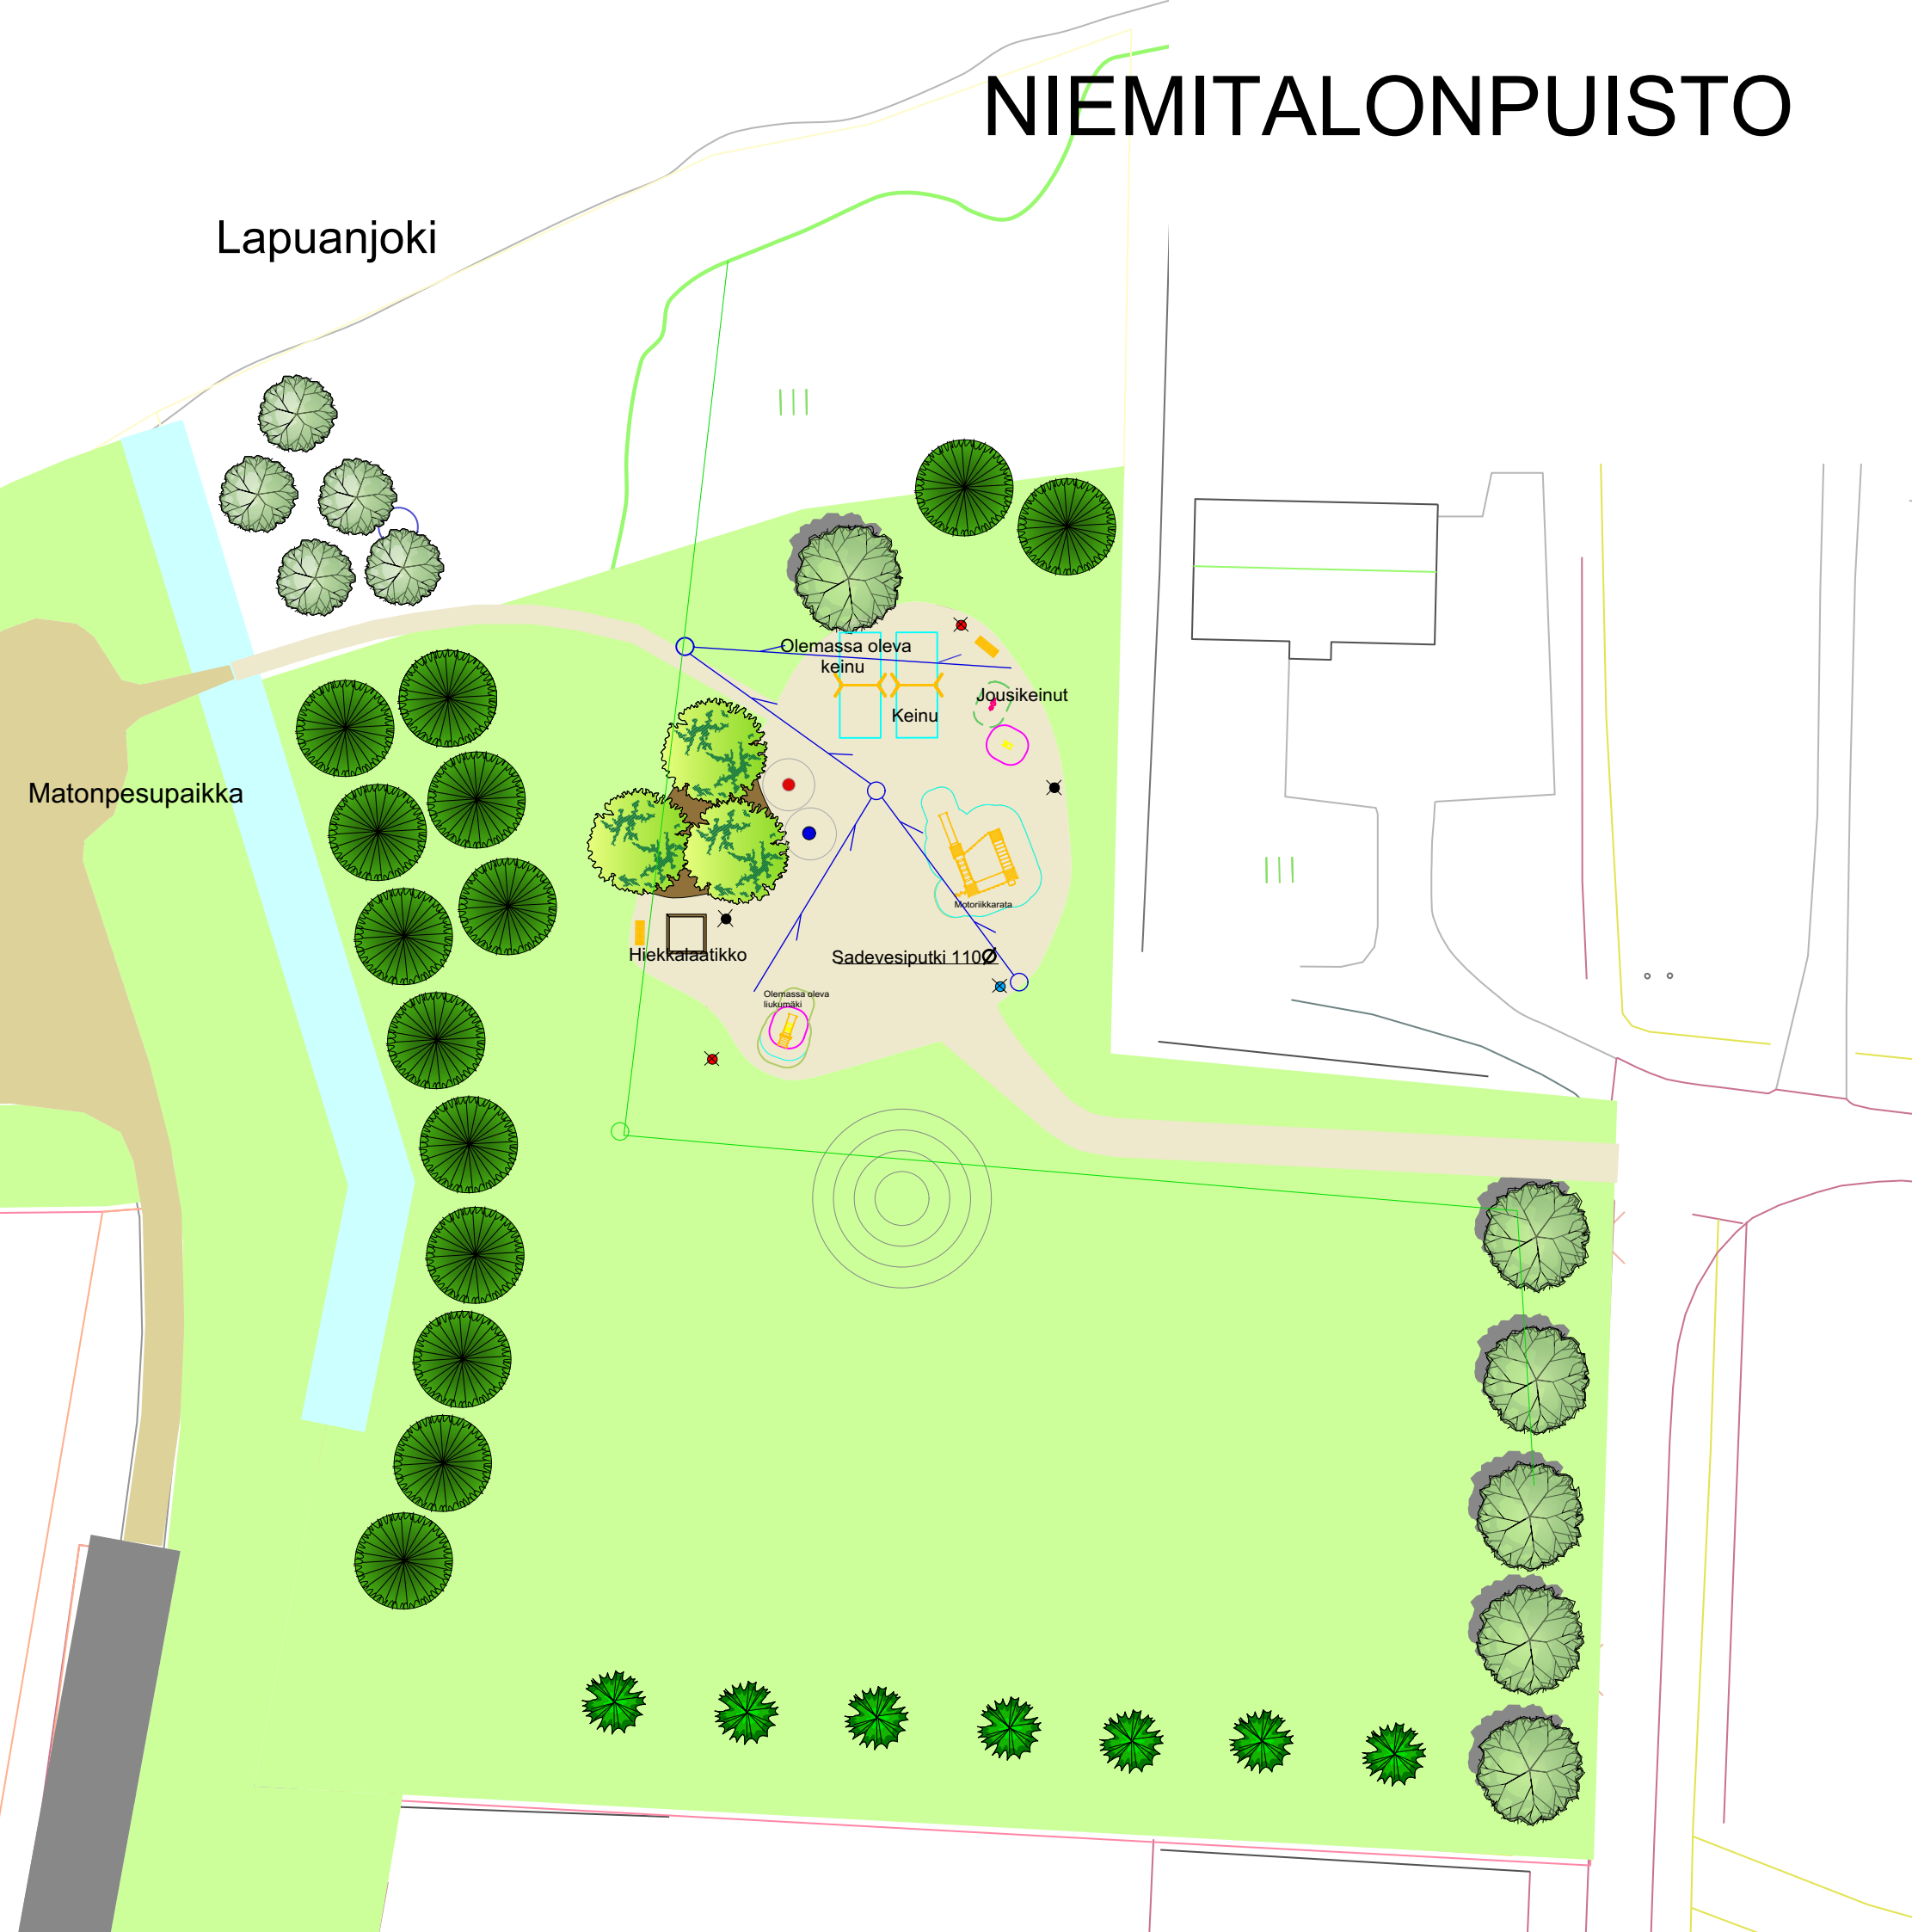 NIEMITALONPUISTO
Lapuanjoki
Olemassa oleva
keinu
Jousikeinut
Keinu
Matonpesupaikka
Motoriikkarata
Hiekkalaatikko
Sadevesiputki 110Ø
Olemassa oleva
liukumäki